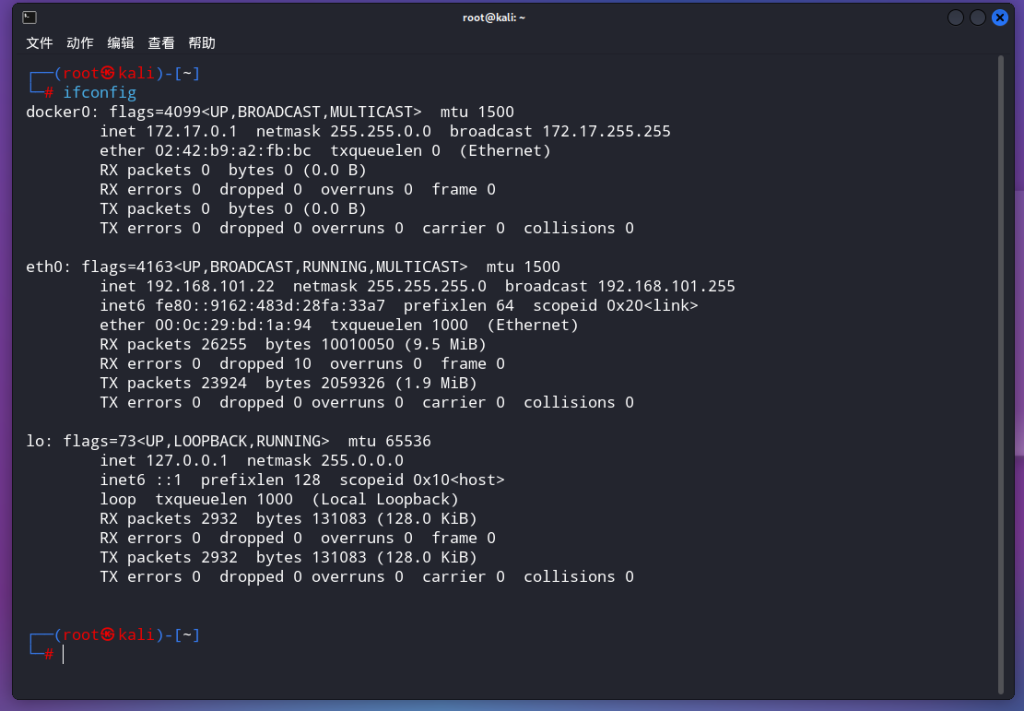 root@kali: ~
文件 动作 编辑 查看 帮助
┌──(root㉿kali)-[~]
└─# ifconfig
docker0: flags=4099<UP,BROADCAST,MULTICAST>  mtu 1500
        inet 172.17.0.1  netmask 255.255.0.0  broadcast 172.17.255.255
        ether 02:42:b9:a2:fb:bc  txqueuelen 0  (Ethernet)
        RX packets 0  bytes 0 (0.0 B)
        RX errors 0  dropped 0  overruns 0  frame 0
        TX packets 0  bytes 0 (0.0 B)
        TX errors 0  dropped 0 overruns 0  carrier 0  collisions 0

eth0: flags=4163<UP,BROADCAST,RUNNING,MULTICAST>  mtu 1500
        inet 192.168.101.22  netmask 255.255.255.0  broadcast 192.168.101.255
        inet6 fe80::9162:483d:28fa:33a7  prefixlen 64  scopeid 0x20<link>
        ether 00:0c:29:bd:1a:94  txqueuelen 1000  (Ethernet)
        RX packets 26255  bytes 10010050 (9.5 MiB)
        RX errors 0  dropped 10  overruns 0  frame 0
        TX packets 23924  bytes 2059326 (1.9 MiB)
        TX errors 0  dropped 0 overruns 0  carrier 0  collisions 0

lo: flags=73<UP,LOOPBACK,RUNNING>  mtu 65536
        inet 127.0.0.1  netmask 255.0.0.0
        inet6 ::1  prefixlen 128  scopeid 0x10<host>
        loop  txqueuelen 1000  (Local Loopback)
        RX packets 2932  bytes 131083 (128.0 KiB)
        RX errors 0  dropped 0  overruns 0  frame 0
        TX packets 2932  bytes 131083 (128.0 KiB)
        TX errors 0  dropped 0 overruns 0  carrier 0  collisions 0

┌──(root㉿kali)-[~]
└─#